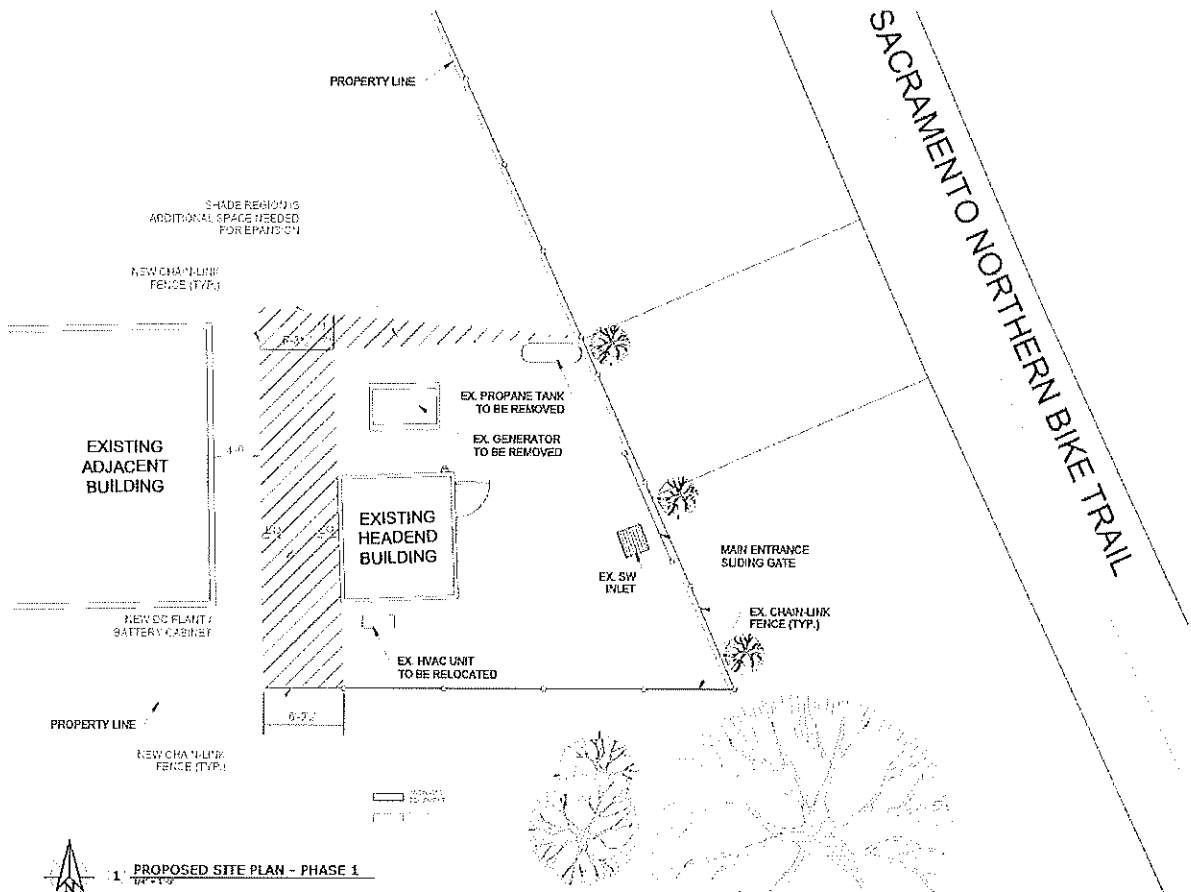 SACRAMENTO NORTHERN BIKE TRAIL
PROPERTY LINE
SHADE REGION IS
ADDITIONAL SPACE NEEDED
FOR EPANSION
NEW CHAIN-LINK
FENCE (TYP.)
EX. PROPANE TANK
TO BE REMOVED
EX. GENERATOR
TO BE REMOVED
EXISTING
ADJACENT
BUILDING
EXISTING
HEADEND
BUILDING
EX. SW
INLET
MAIN ENTRANCE
SLIDING GATE
EX. CHAIN-LINK
FENCE (TYP.)
NEW DC PLANT /
BATTERY CABINET
EX. HVAC UNIT
TO BE RELOCATED
PROPERTY LINE
NEW CHAIN-LINK
FENCE (TYP.)
N
1 PROPOSED SITE PLAN - PHASE 1